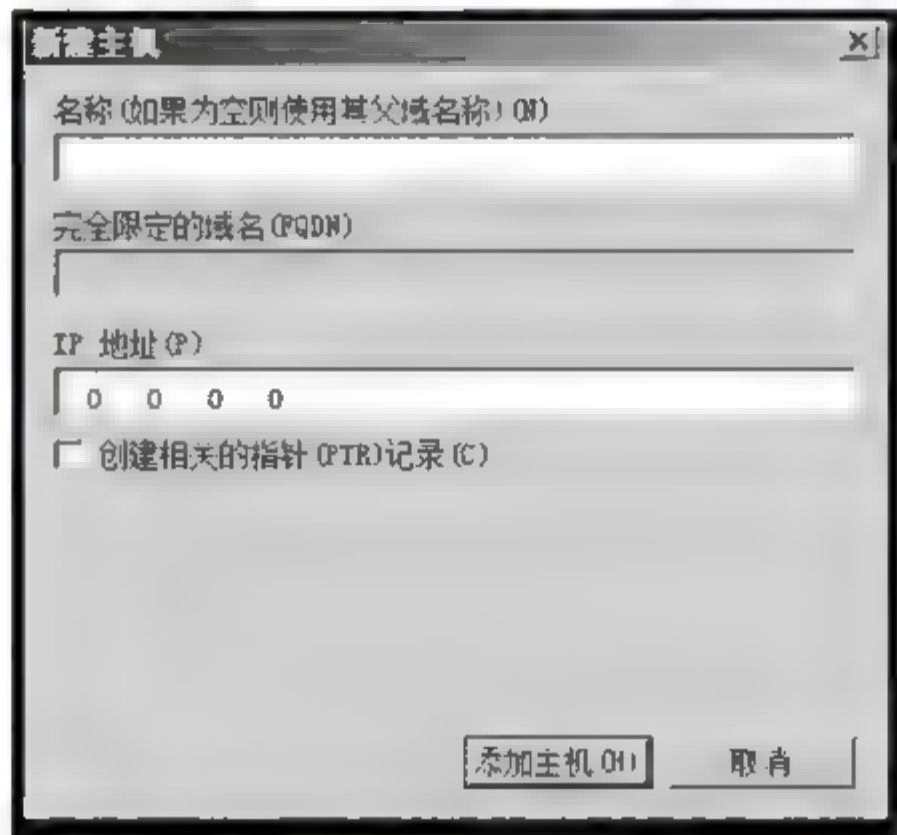 新建主机
名称(如果为空则使用其父域名称)(N)
完全限定的域名(FQDN)
IP 地址(P)
0 0 0 0
创建相关的指针(PTR)记录(C)
添加主机(H) 取消